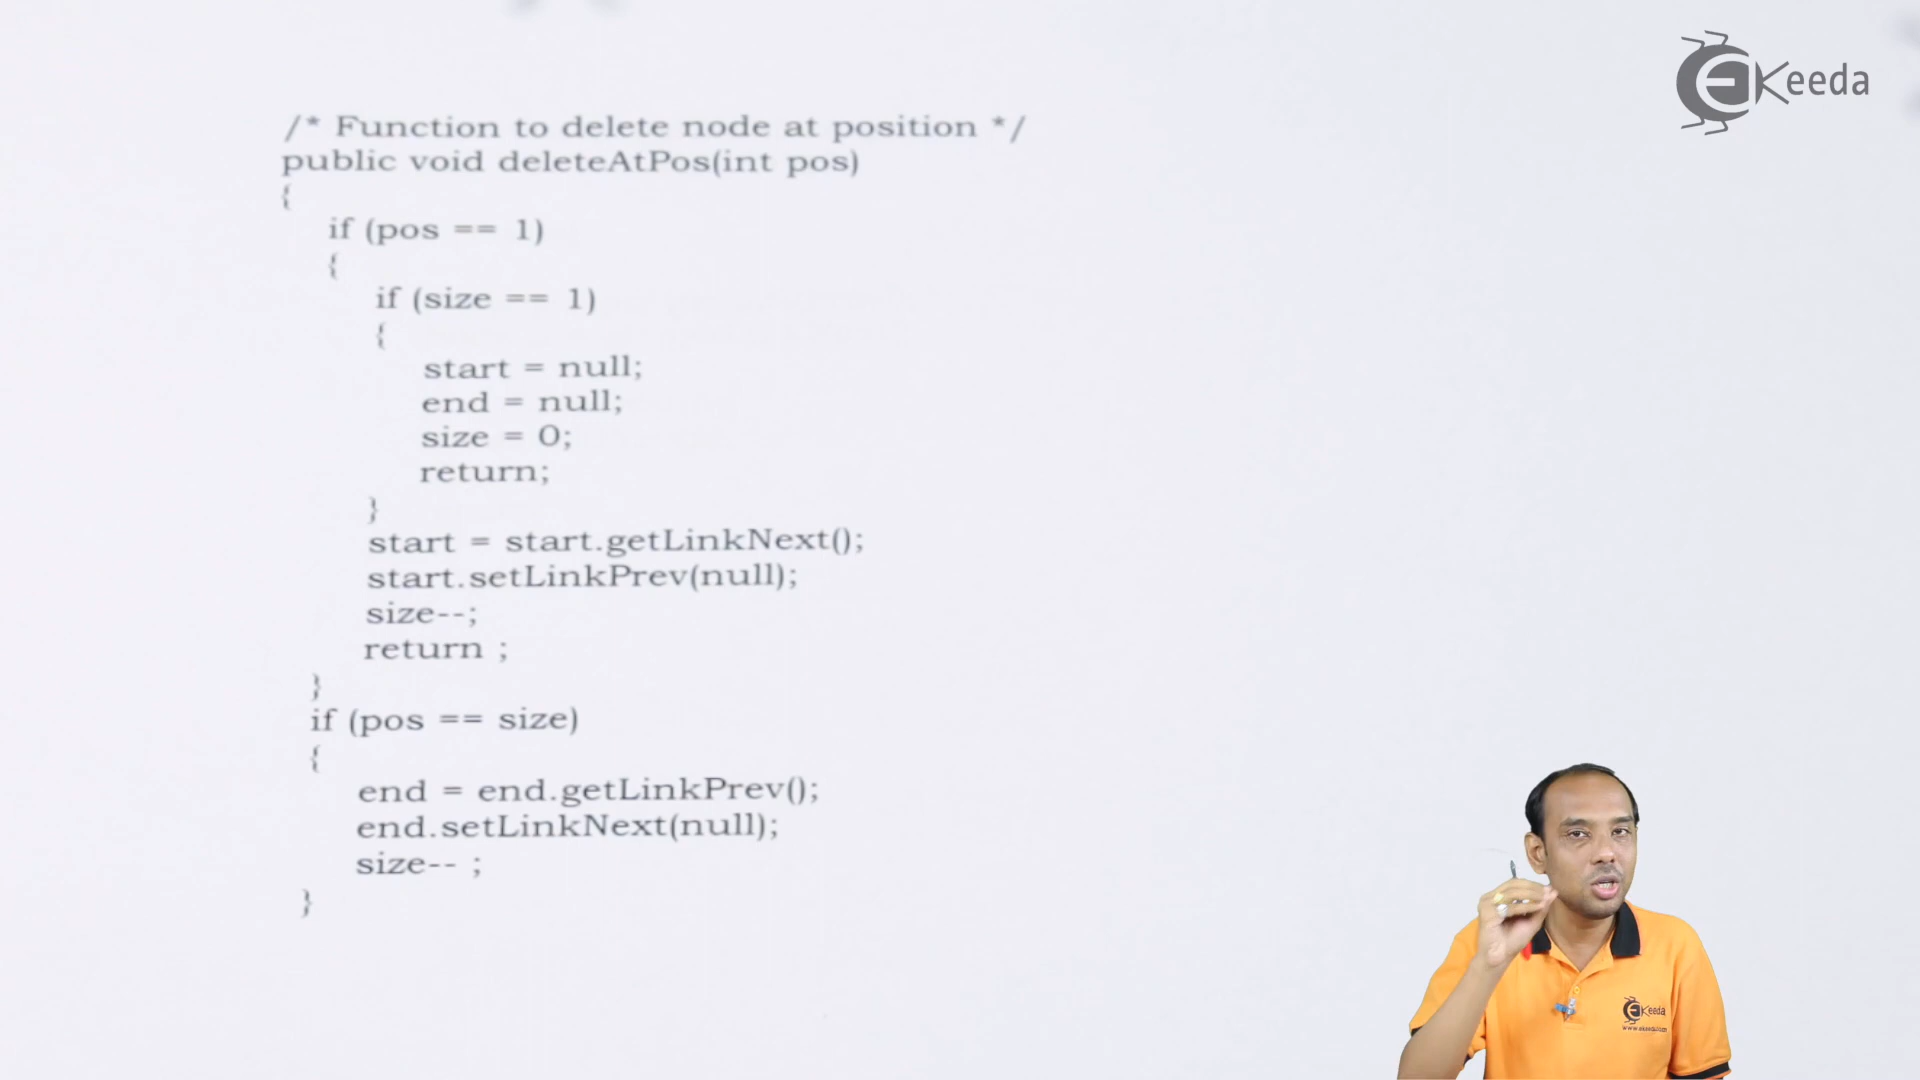 /* Function to delete node at position */
public void deleteAtPos(int pos)
{
if (pos == 1)
{
if (size == 1)
{
start = null;
end = null;
size = 0;
return;
}
start = start.getLinkNext();
start.setLinkPrev(null);
size--;
return ;
}
if (pos == size)
{
end = end.getLinkPrev();
end.setLinkNext(null);
size-- ;
}
EKeeda
EKeeda